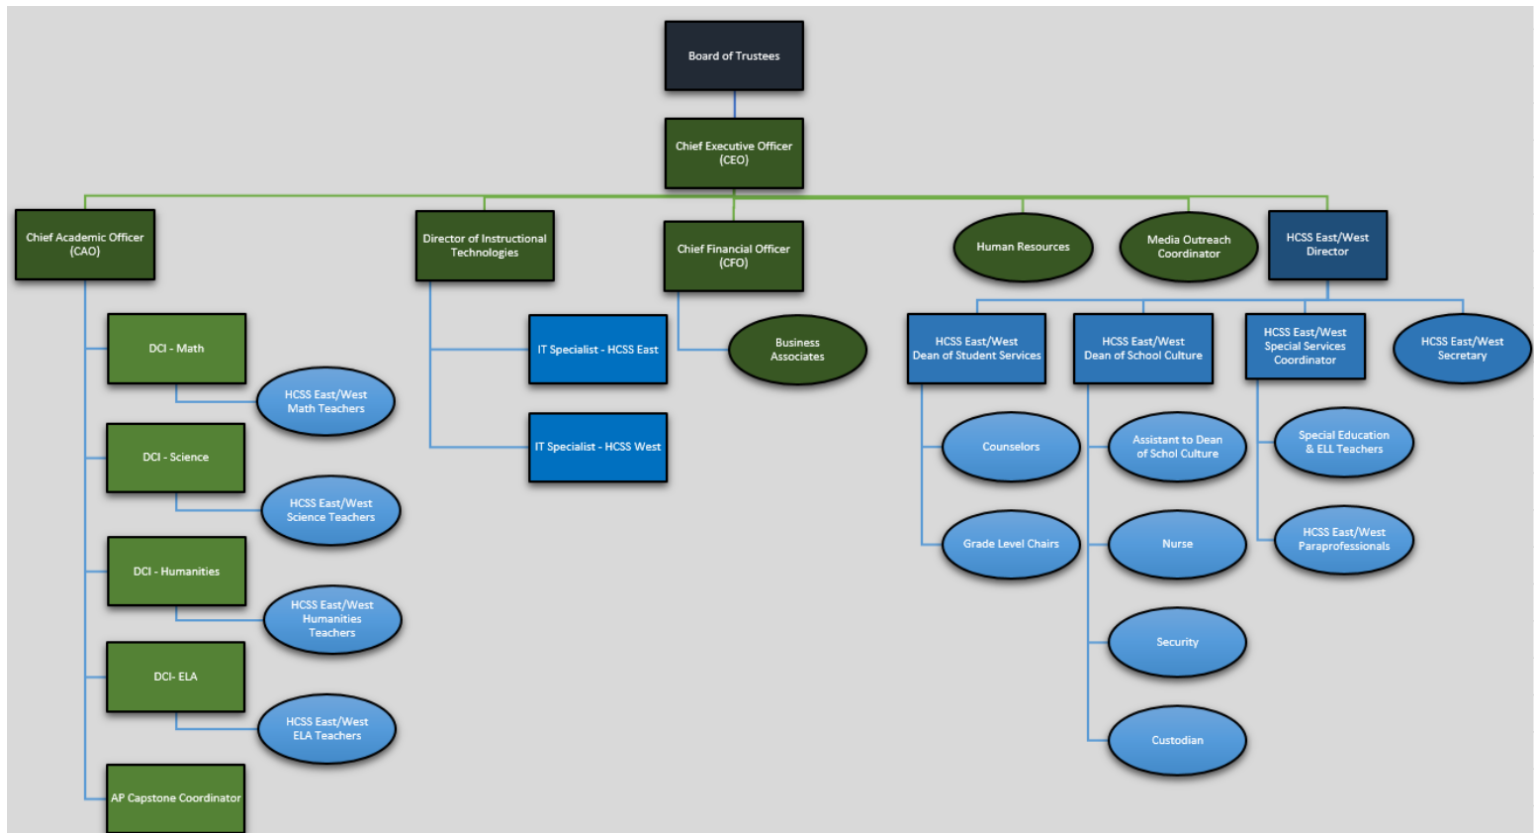 Board of Trustees
Chief Executive Officer
(CEO)
Chief Academic Officer
(CAO)
Director of Instructional
Technologies
Chief Financial Officer
(CFO)
Human Resources
Media Outreach
Coordinator
HCSS East/West
Director
DCI - Math
HCSS East/West
Math Teachers
DCI - Science
HCSS East/West
Science Teachers
DCI - Humanities
HCSS East/West
Humanities
Teachers
DCI- ELA
HCSS East/West
ELA Teachers
AP Capstone Coordinator
IT Specialist - HCSS East
IT Specialist - HCSS West
Business
Associates
HCSS East/West
Dean of Student Services
Counselors
Grade Level Chairs
HCSS East/West
Dean of School Culture
Assistant to Dean
of Schol Culture
Nurse
Security
Custodian
HCSS East/West
Special Services
Coordinator
Special Education
& ELL Teachers
HCSS East/West
Paraprofessionals
HCSS East/West
Secretary